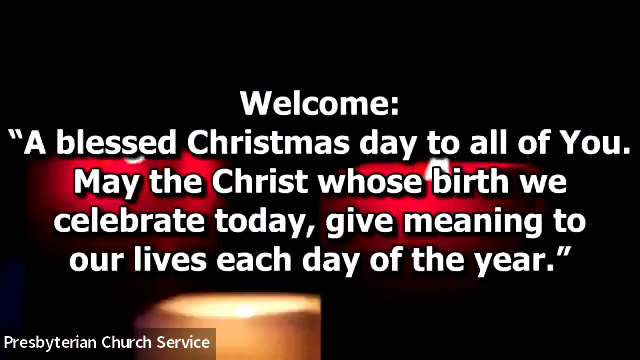 Welcome:
“A blessed Christmas day to all of You.
May the Christ whose birth we
celebrate today, give meaning to
our lives each day of the year.”
Presbyterian Church Service